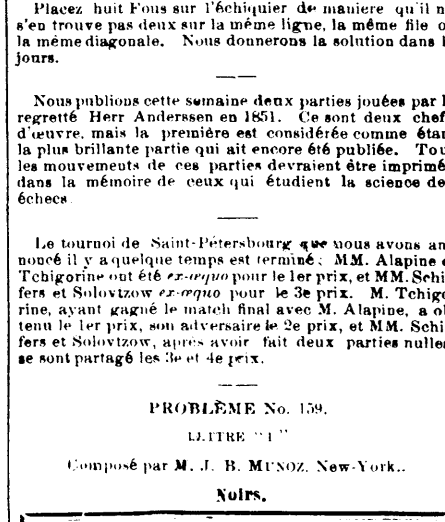 Placez huit Fous sur l'échiquier de maniere qu'il n
s'en trouve pas deux sur la même ligne, la même file o
la même diagonale. Nous donnerons la solution dans
jours.
Nous publions cette semaine deux parties jouées par l
regretté Herr Anderssen en 1851. Ce sont deux chef
d'œuvre, mais la première est considérée comme étan
la plus brillante partie qui ait encore été publiée. Tou
les mouvements de ces parties devraient être imprimé
dans la mémoire de ceux qui étudient la science de
échecs
Le tournoi de Saint-Pétersbourg que nous avons an
noncé il y a quelque temps est terminé; MM. Alapine e
Tchigorine ont été ex-æquo pour le 1er prix, et MM. Schi
fers et Solovtzow ex-æquo pour le 3e prix. M. Tchigo
rine, ayant gagné le match final avec M. Alapine, a ob
tenu le 1er prix, son adversaire le 2e prix, et MM. Schi
fers et Solovtzow, après avoir fait deux parties nulles
se sont partagé les 3e et 4e prix.
PROBLÈME No. 159.
LETTRE "I"
Composé par M. J. B. MUNOZ, New-York..
Noirs.